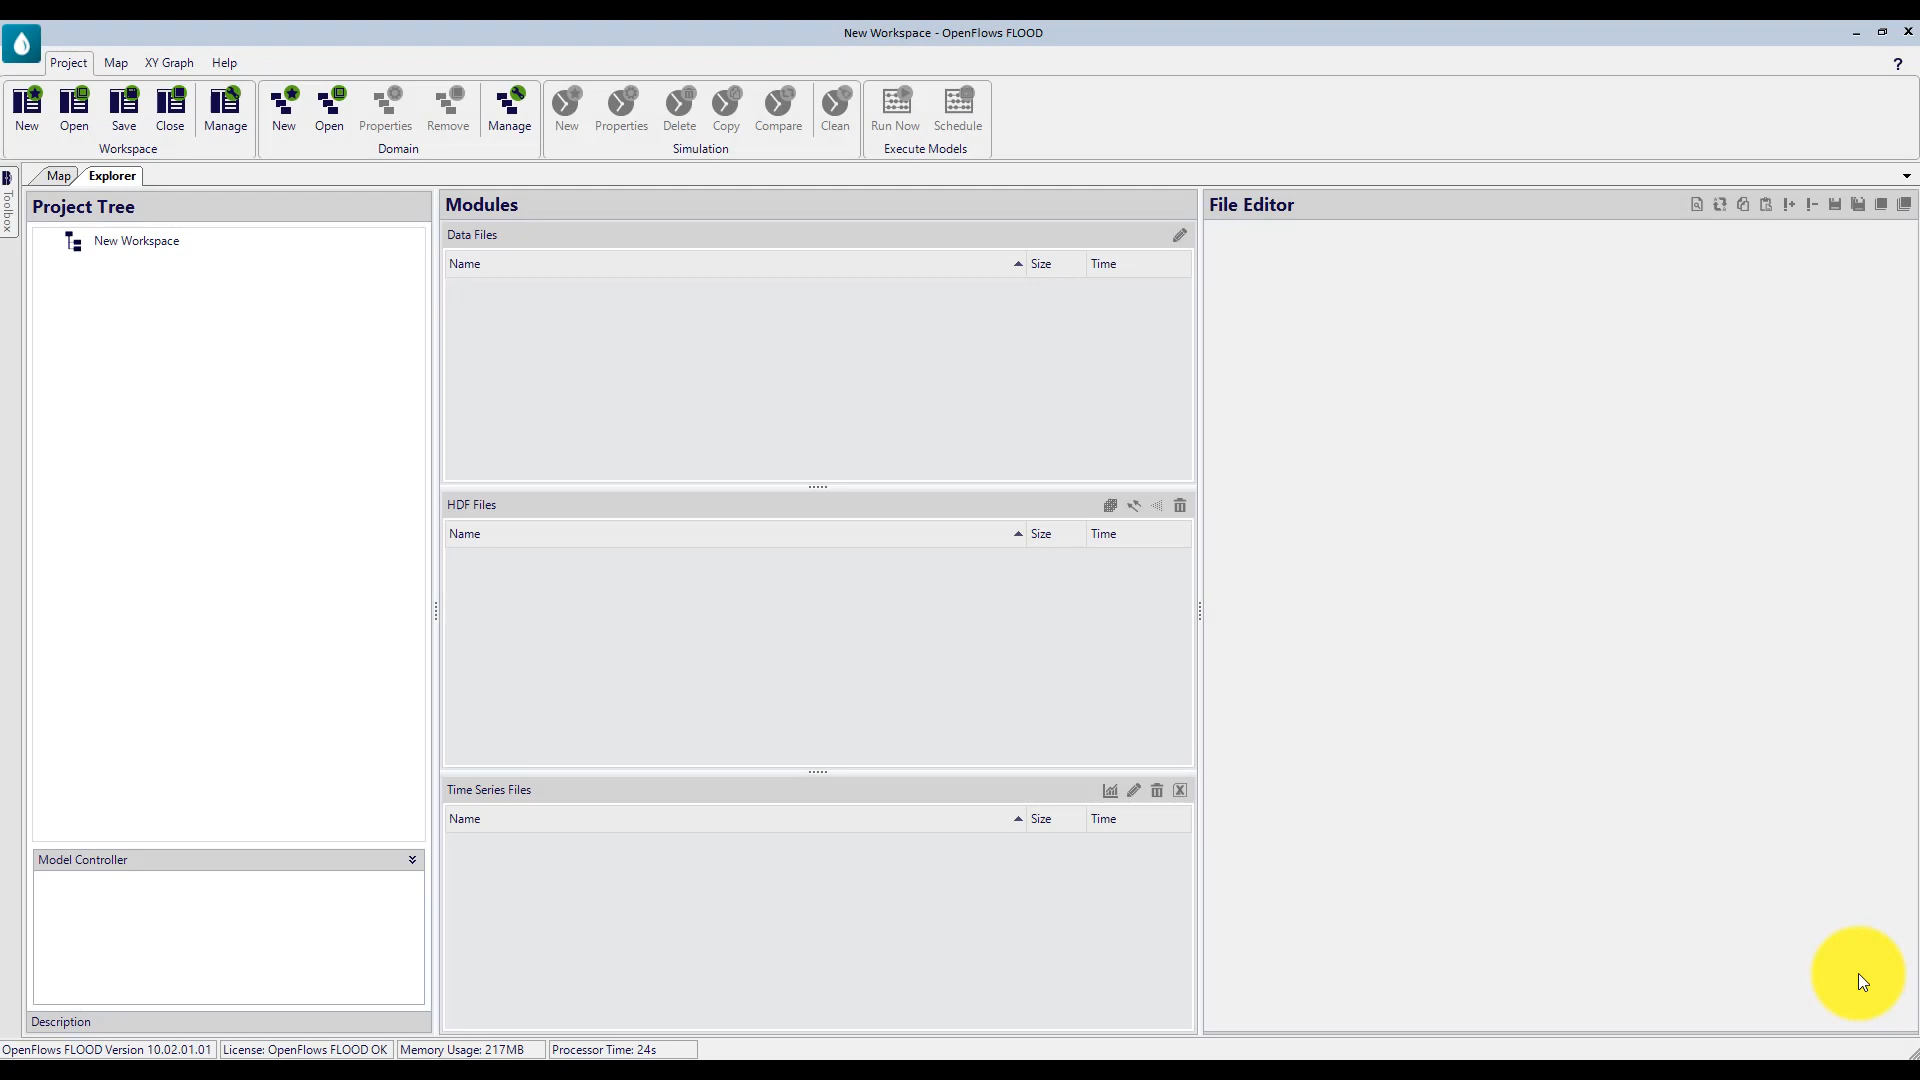 New Workspace - OpenFlows FLOOD
Project Map XY Graph Help ?
New Open Save Close Manage New Open Properties Remove Manage New Properties Delete Copy Compare Clean Run Now Schedule
Workspace Domain Simulation Execute Models
Toolbox
Map Explorer
Project Tree
New Workspace
Model Controller
Description
Modules
Data Files
Name Size Time
HDF Files
Name Size Time
Time Series Files
Name Size Time
File Editor
OpenFlows FLOOD Version 10.02.01.01 License: OpenFlows FLOOD OK Memory Usage: 217MB Processor Time: 24s